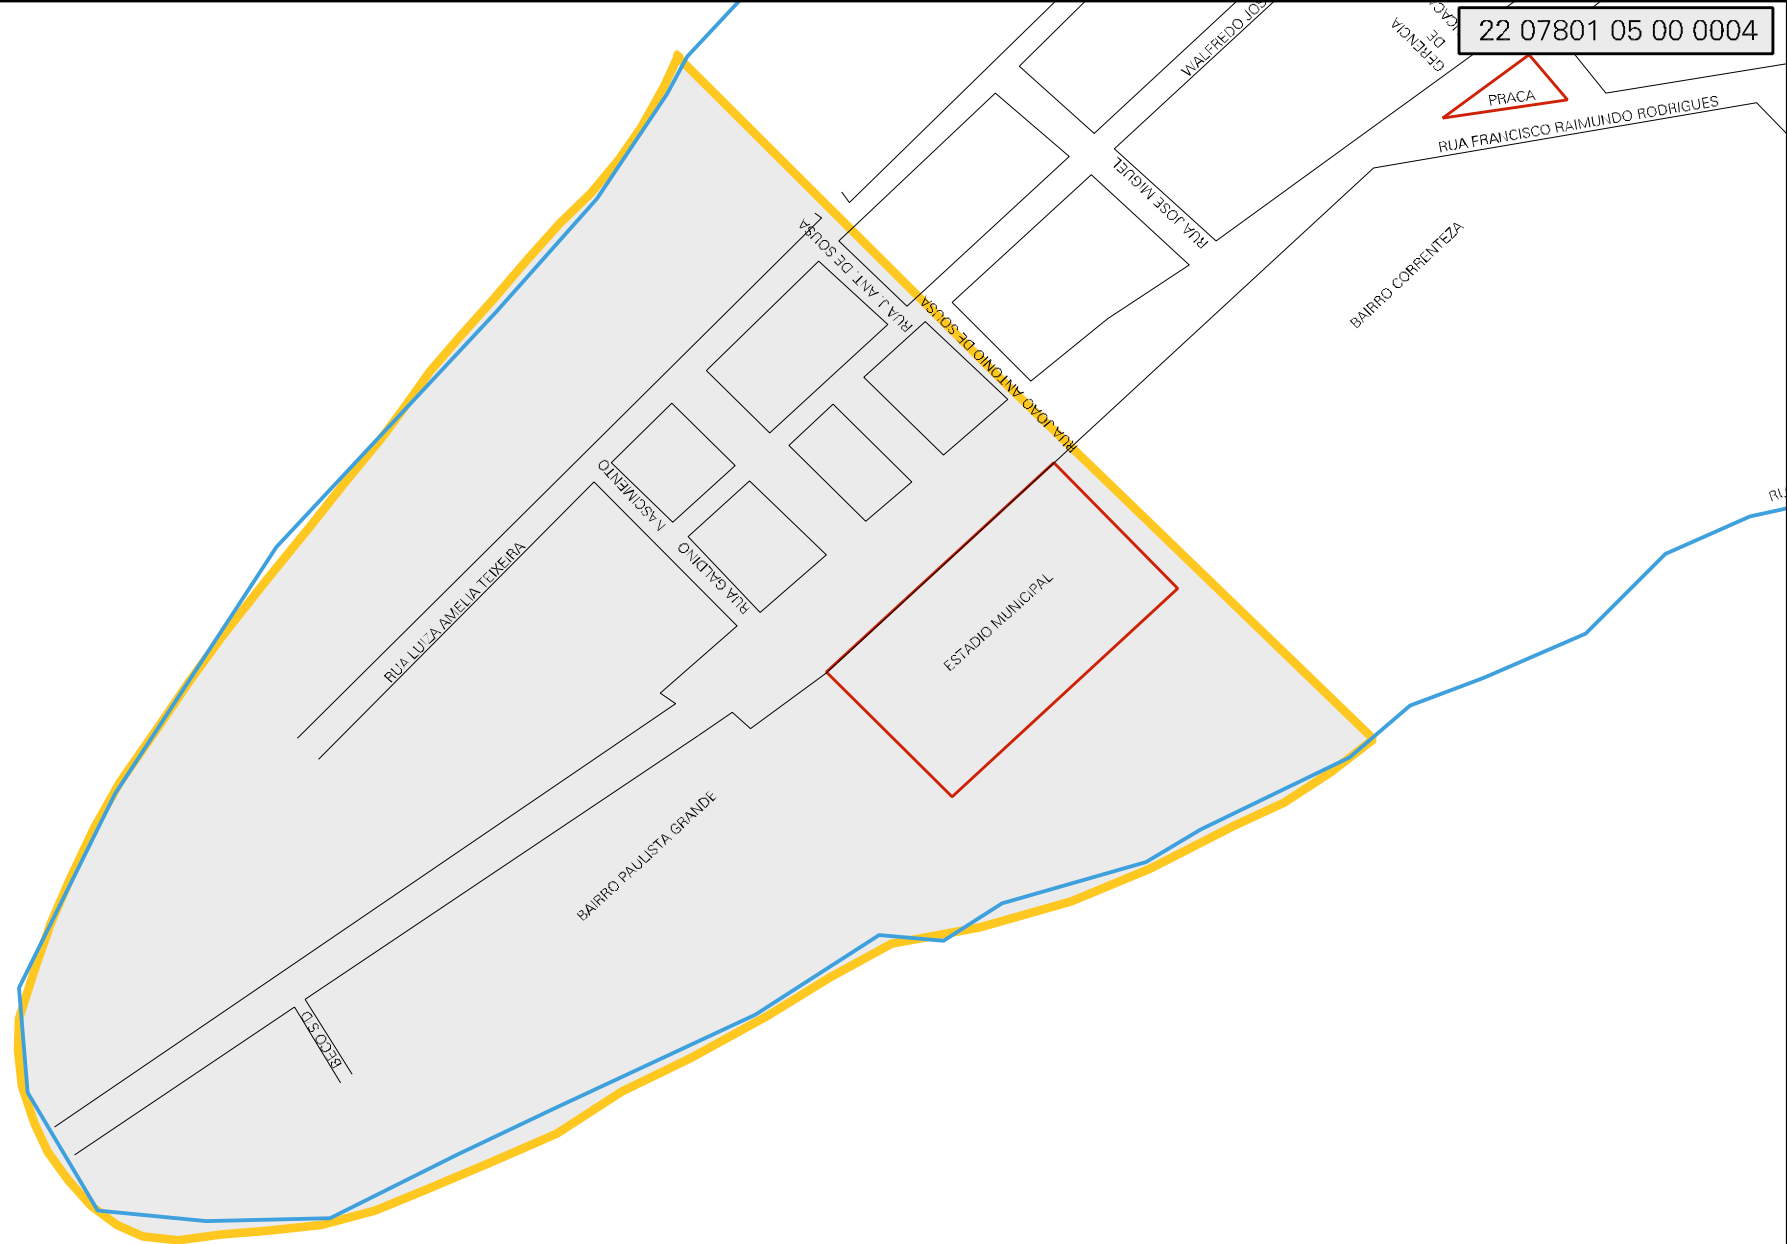 22 07801 05 00 0004
WALFREDO JOS
GERENCIA
DE
PRACA
RUA FRANCISCO RAIMUNDO RODRIGUES
RUA JOSE MIGUEL
BAIRRO CORRENTEZA
RUA J. ANT. DE SOUSA
RUA JOAO ANTONIO DE SOUSA
NASCIMENTO
RUA GALDINO
RUA LUIZA AMELIA TEIXEIRA
ESTADIO MUNICIPAL
BAIRRO PAULISTA GRANDE
BECO S D